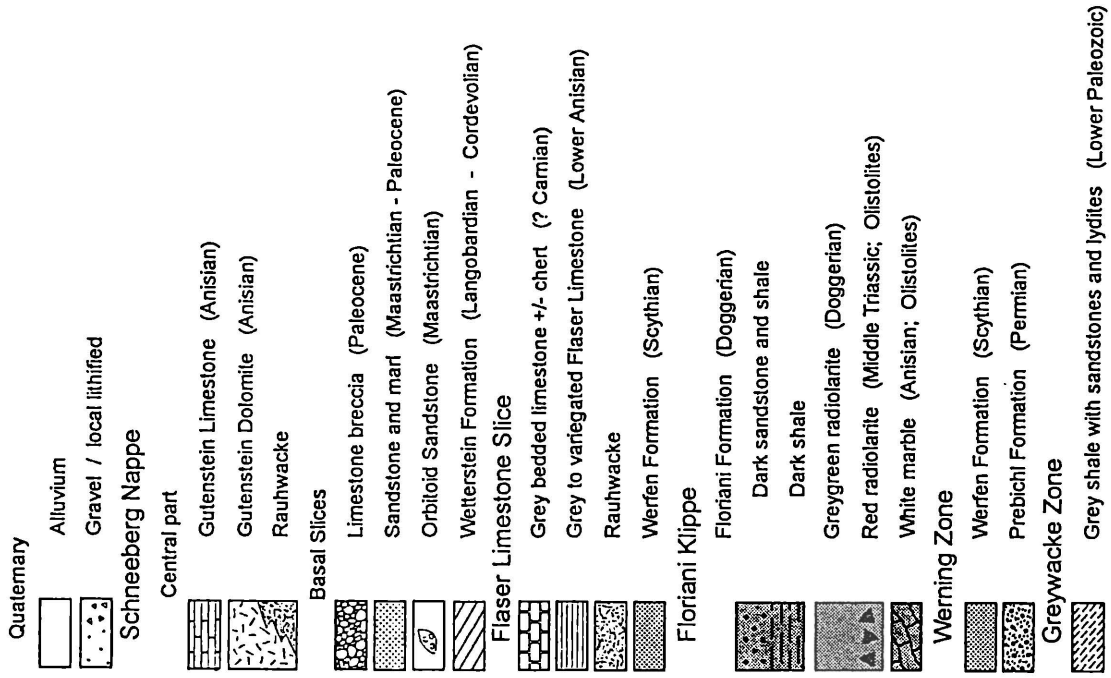 Quaternary
Alluvium
Gravel / local lithified
Schneeberg Nappe
Central part
Gutenstein Limestone (Anisian)
Gutenstein Dolomite (Anisian)
Rauhwacke
Basal Slices
Limestone breccia (Paleocene)
Sandstone and marl (Maastrichtian - Paleocene)
Orbiloid Sandstone (Maastrichtian)
Wetterstein Formation (Langobardian - Cordevolian)
Flaser Limestone Slice
Grey bedded limestone +/- chert (? Carnian)
Grey to variegated Flaser Limestone (Lower Anisian)
Rauhwacke
Werfen Formation (Scythian)
Floriani Klippe
Floriani Formation (Doggerian)
Dark sandstone and shale
Dark shale
Greygreen radiolarite (Doggerian)
Red radiolarite (Middle Triassic; Olistolites)
White marble (Anisian; Olistolites)
Werning Zone
Werfen Formation (Scythian)
Prebichl Formation (Permian)
Greywacke Zone
Grey shale with sandstones and lydites (Lower Paleozoic)